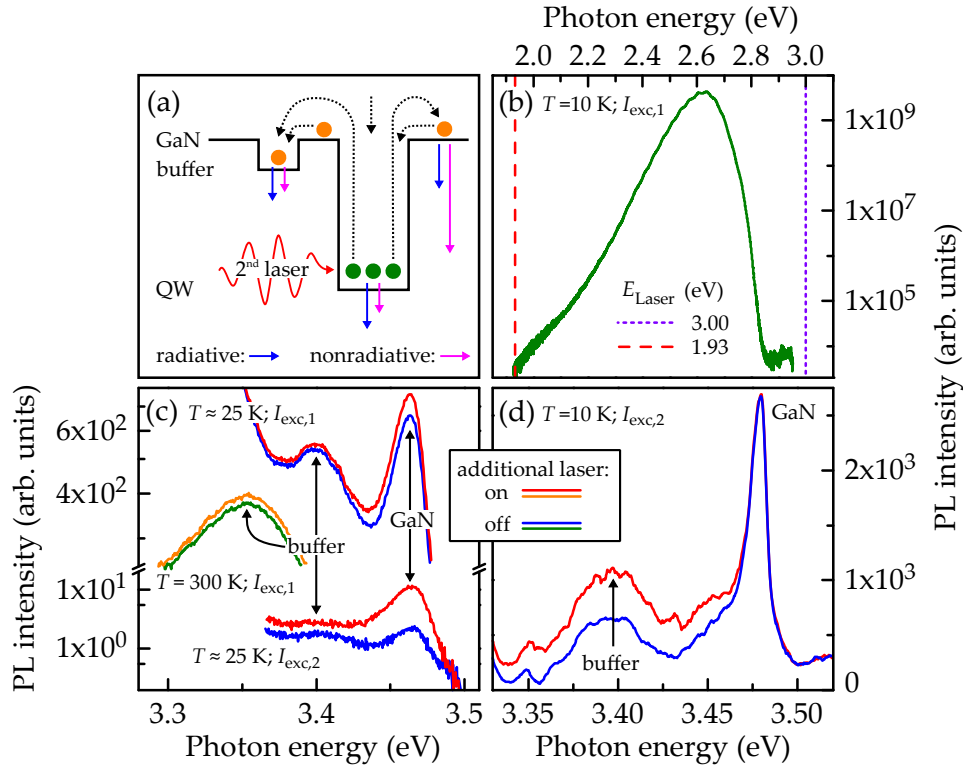 Photon energy (eV)
2.0 2.2 2.4 2.6 2.8 3.0
(a)
GaN
buffer
2nd laser
QW
radiative: nonradiative:
(b) T =10 K; Iexc,1
1x10^9
1x10^7
1x10^5
ELaser (eV)
3.00
1.93
PL intensity (arb. units)
(c) T ≈ 25 K; Iexc,1
6x10^2
4x10^2
1x10^1
1x10^0
GaN
buffer
T = 300 K; Iexc,1
T ≈ 25 K; Iexc,2
PL intensity (arb. units)
3.3 3.4 3.5
Photon energy (eV)
additional laser:
on
off
(d) T =10 K; Iexc,2
GaN
buffer
2x10^3
1x10^3
0
3.35 3.40 3.45 3.50
Photon energy (eV)